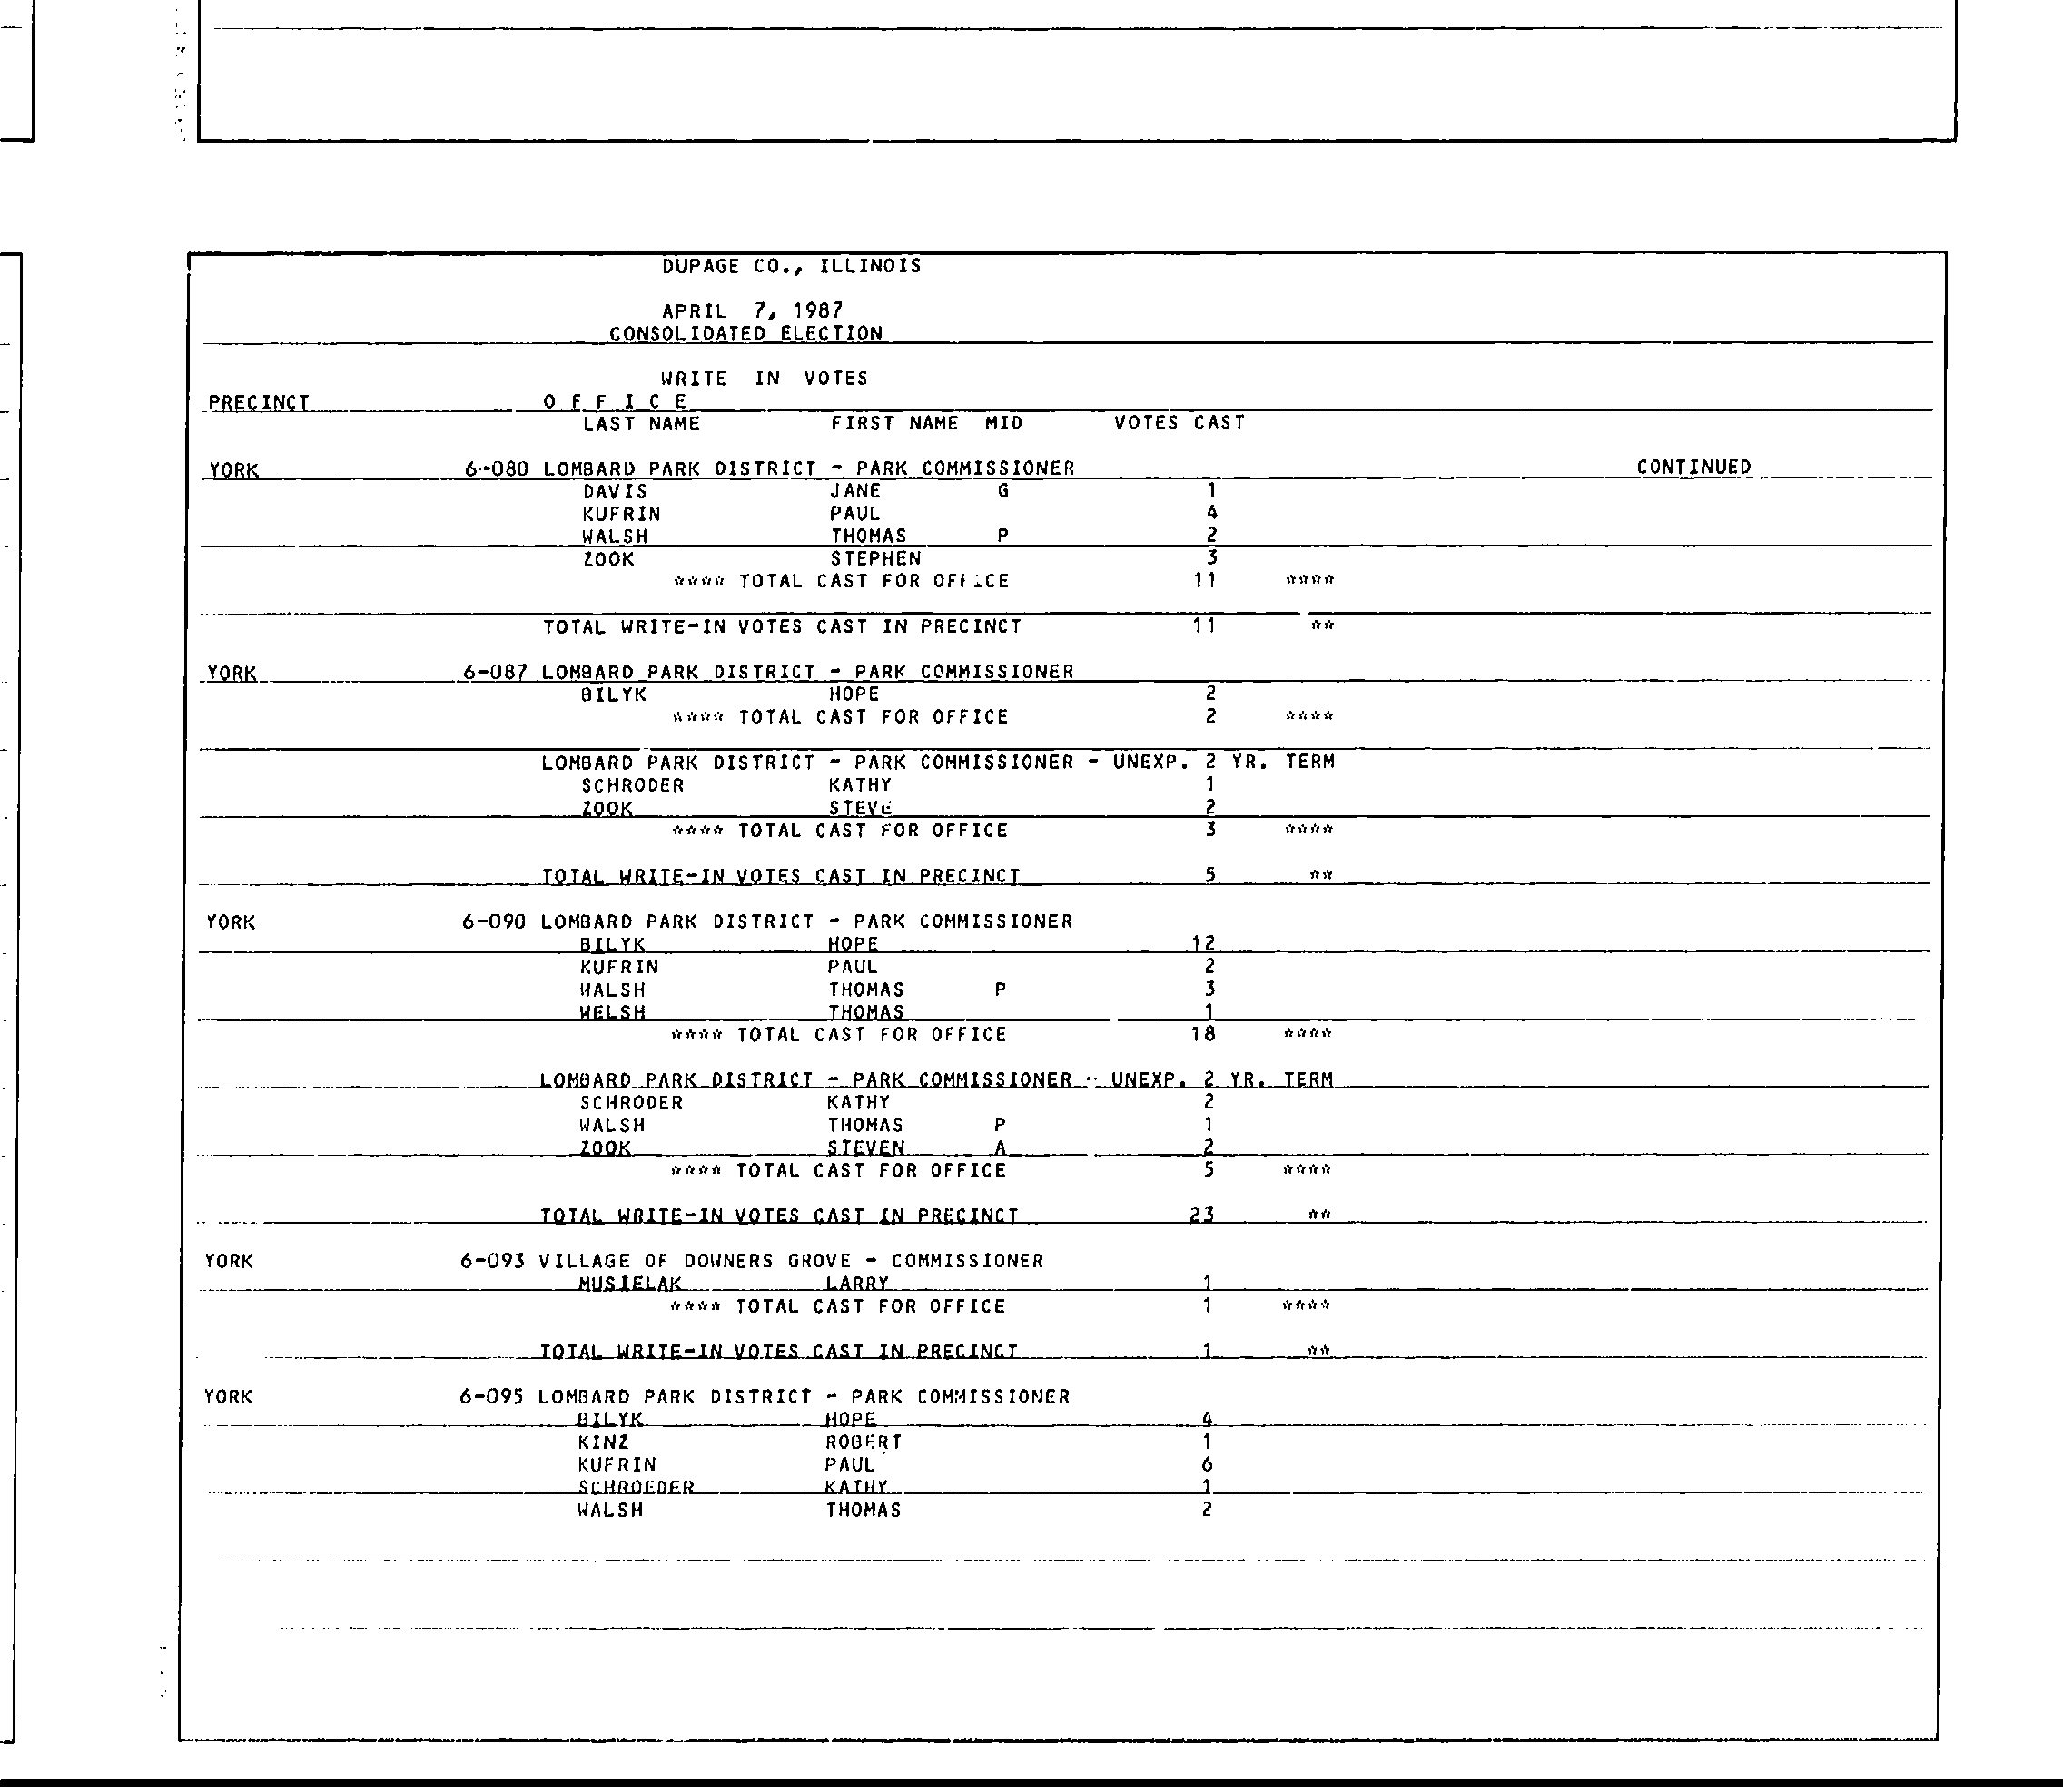 DUPAGE CO., ILLINOIS
APRIL 7, 1987
CONSOLIDATED ELECTION
WRITE IN VOTES
PRECINCT O F F I C E
LAST NAME FIRST NAME MID VOTES CAST
YORK 6-080 LOMBARD PARK DISTRICT - PARK COMMISSIONER CONTINUED
DAVIS JANE G 1
KUFRIN PAUL 4
WALSH THOMAS P 2
ZOOK STEPHEN 3
**** TOTAL CAST FOR OFFICE 11 ****
TOTAL WRITE-IN VOTES CAST IN PRECINCT 11 **
YORK 6-087 LOMBARD PARK DISTRICT - PARK COMMISSIONER
BILYK HOPE 2
**** TOTAL CAST FOR OFFICE 2 ****
LOMBARD PARK DISTRICT - PARK COMMISSIONER - UNEXP. 2 YR. TERM
SCHRODER KATHY 1
ZOOK STEVE 2
**** TOTAL CAST FOR OFFICE 3 ****
TOTAL WRITE-IN VOTES CAST IN PRECINCT 5 **
YORK 6-090 LOMBARD PARK DISTRICT - PARK COMMISSIONER
BILYK HOPE 12
KUFRIN PAUL 2
WALSH THOMAS P 3
WELSH THOMAS 1
**** TOTAL CAST FOR OFFICE 18 ****
LOMBARD PARK DISTRICT - PARK COMMISSIONER - UNEXP. 2 YR. TERM
SCHRODER KATHY 2
WALSH THOMAS P 1
ZOOK STEVEN A 2
**** TOTAL CAST FOR OFFICE 5 ****
TOTAL WRITE-IN VOTES CAST IN PRECINCT 23 **
YORK 6-093 VILLAGE OF DOWNERS GROVE - COMMISSIONER
MUSIELAK LARRY 1
**** TOTAL CAST FOR OFFICE 1 ****
TOTAL WRITE-IN VOTES CAST IN PRECINCT 1 **
YORK 6-095 LOMBARD PARK DISTRICT - PARK COMMISSIONER
BILYK HOPE 4
KINZ ROBERT 1
KUFRIN PAUL 6
SCHROEDER KATHY 1
WALSH THOMAS 2